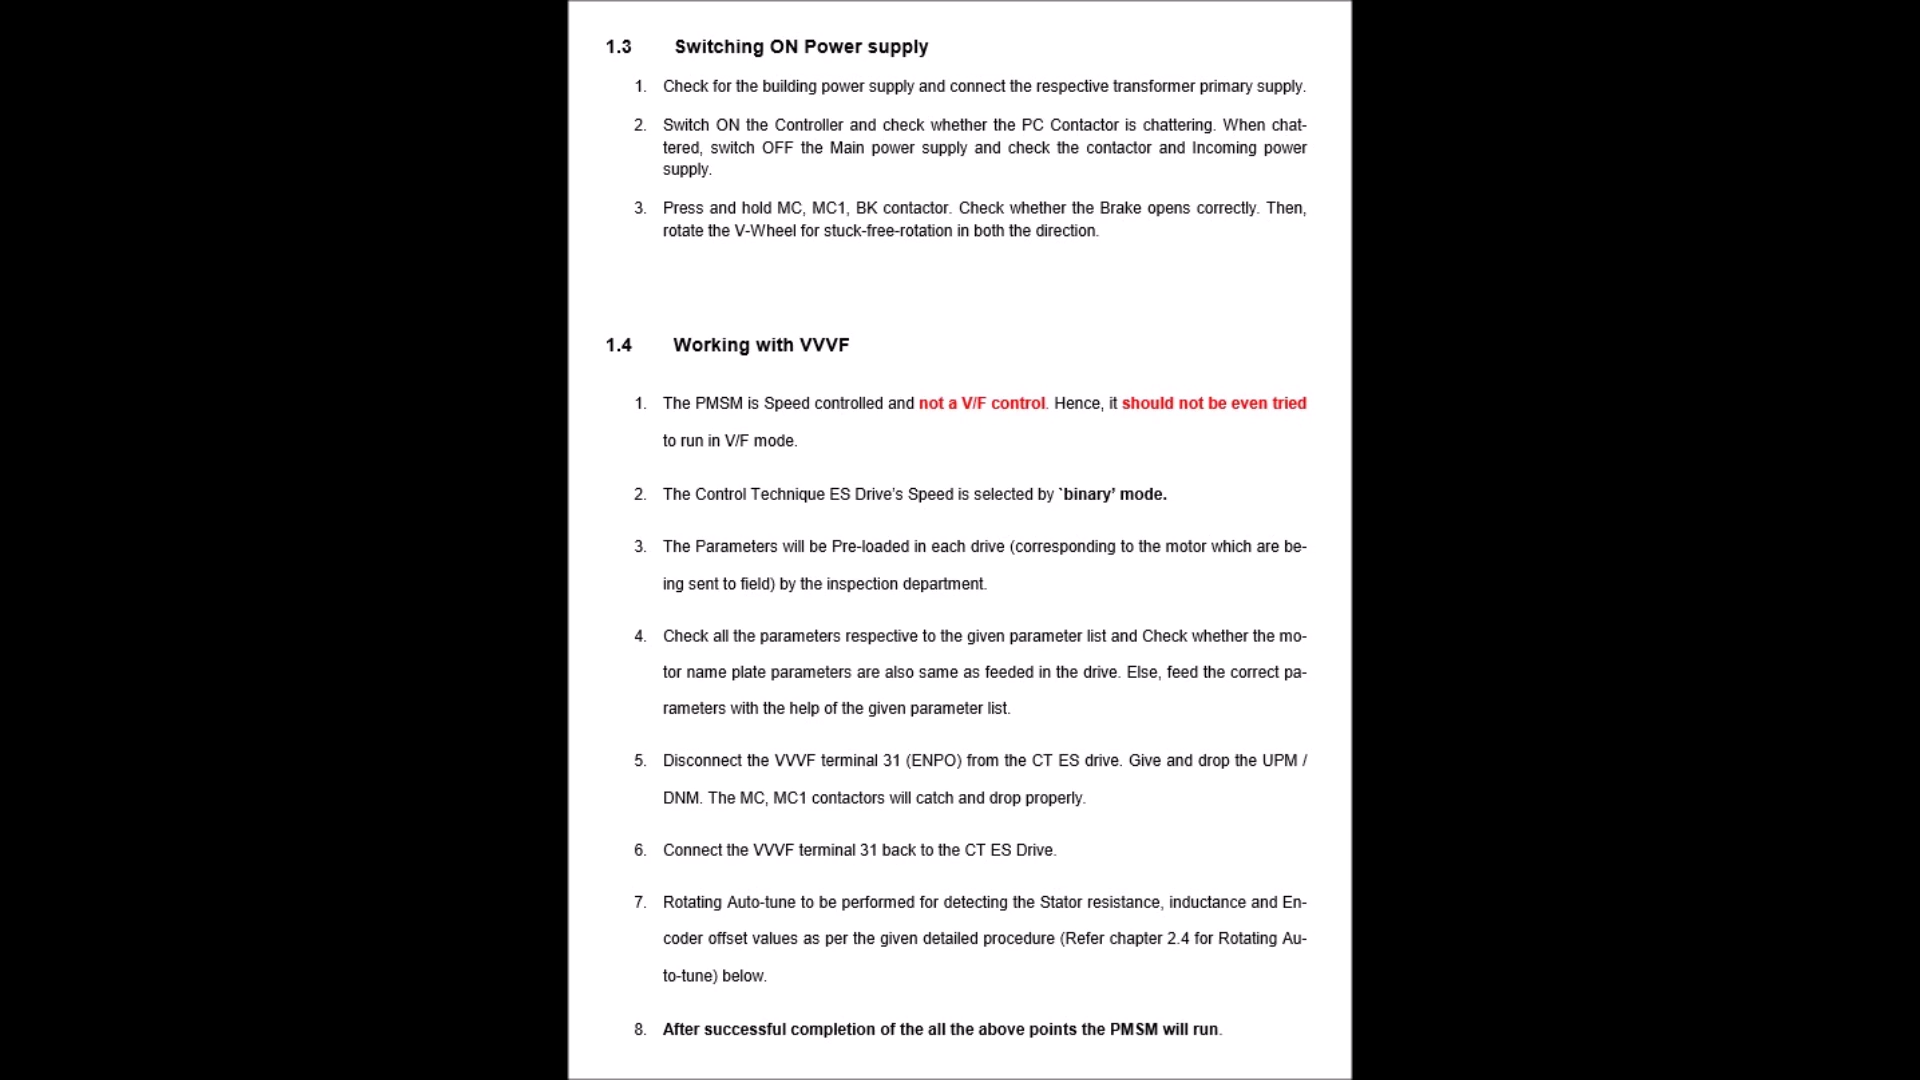 1.3 Switching ON Power supply
1. Check for the building power supply and connect the respective transformer primary supply.
2. Switch ON the Controller and check whether the PC Contactor is chattering. When chat-
tered, switch OFF the Main power supply and check the contactor and Incoming power
supply.
3. Press and hold MC, MC1, BK contactor. Check whether the Brake opens correctly. Then,
rotate the V-Wheel for stuck-free-rotation in both the direction.
1.4 Working with VVVF
1. The PMSM is Speed controlled and not a V/F control. Hence, it should not be even tried
to run in V/F mode.
2. The Control Technique ES Drive's Speed is selected by `binary' mode.
3. The Parameters will be Pre-loaded in each drive (corresponding to the motor which are be-
ing sent to field) by the inspection department.
4. Check all the parameters respective to the given parameter list and Check whether the mo-
tor name plate parameters are also same as feeded in the drive. Else, feed the correct pa-
rameters with the help of the given parameter list.
5. Disconnect the VVVF terminal 31 (ENPO) from the CT ES drive. Give and drop the UPM /
DNM. The MC, MC1 contactors will catch and drop properly.
6. Connect the VVVF terminal 31 back to the CT ES Drive.
7. Rotating Auto-tune to be performed for detecting the Stator resistance, inductance and En-
coder offset values as per the given detailed procedure (Refer chapter 2.4 for Rotating Au-
to-tune) below.
8. After successful completion of the all the above points the PMSM will run.